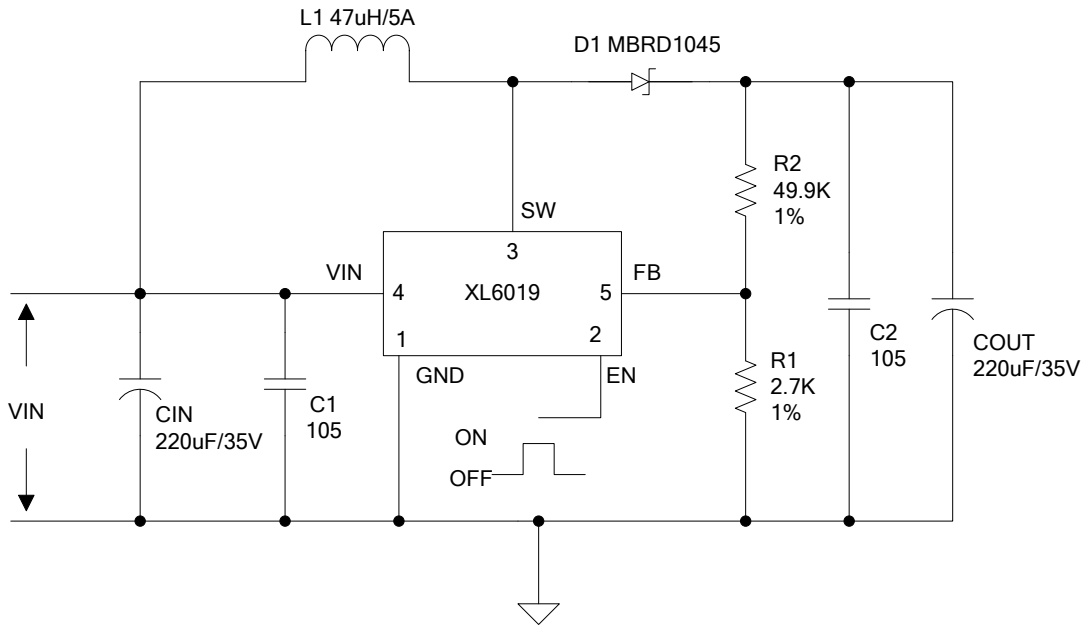 L1 47uH/5A
D1 MBRD1045
R2
49.9K
1%
SW
3
VIN
FB
4
XL6019
5
1
2
GND
EN
C2
105
COUT
220uF/35V
R1
2.7K
1%
VIN
CIN
220uF/35V
C1
105
ON
OFF